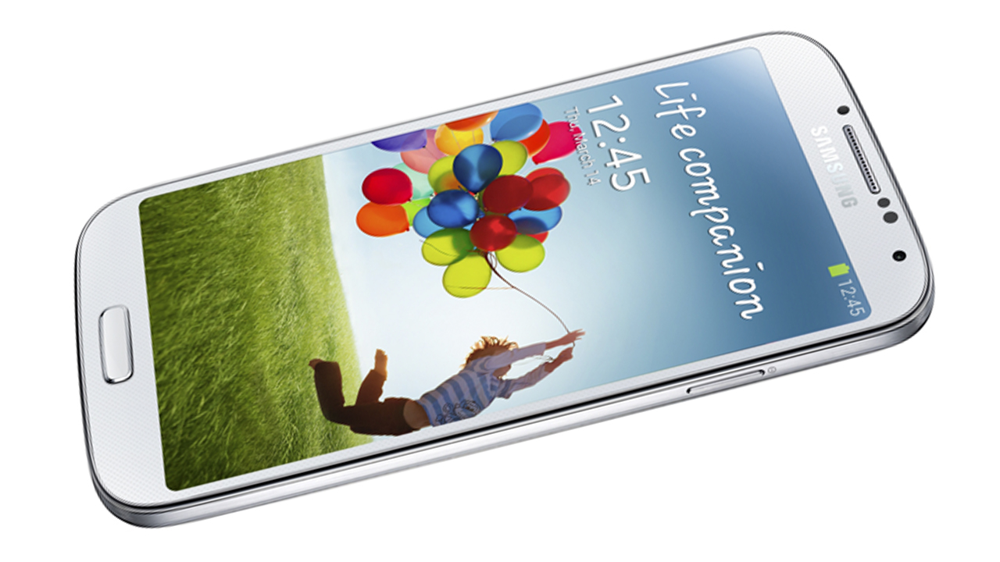 SAMSUNG
12:45
Life companion
12:45
Thu, March 14